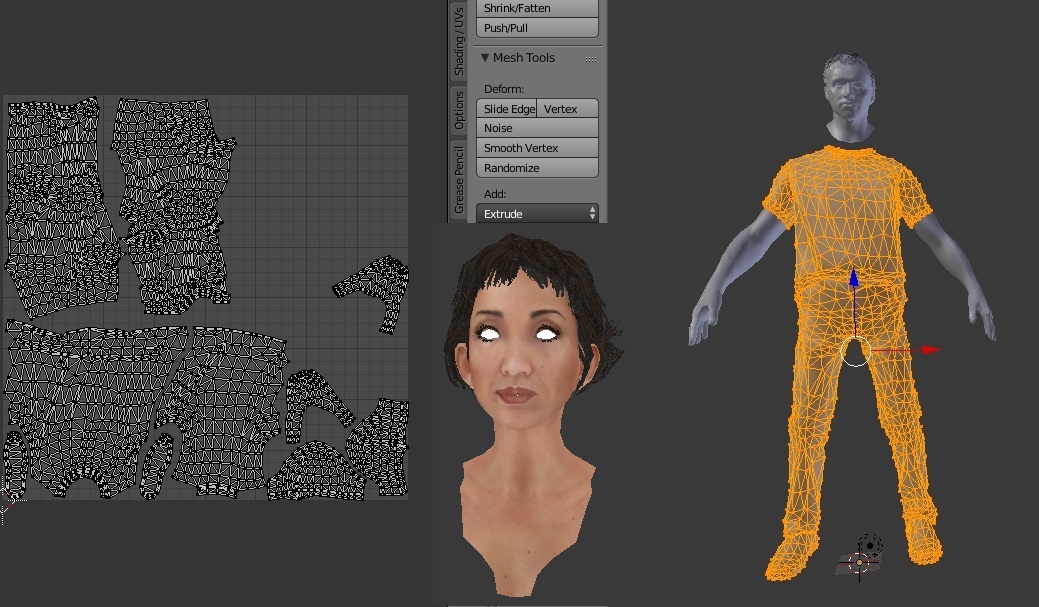 Shrink/Fatten
Push/Pull
Mesh Tools
Deform:
Slide Edge Vertex
Noise
Smooth Vertex
Randomize
Add:
Extrude
Shading / UVs
Options
Grease Pencil